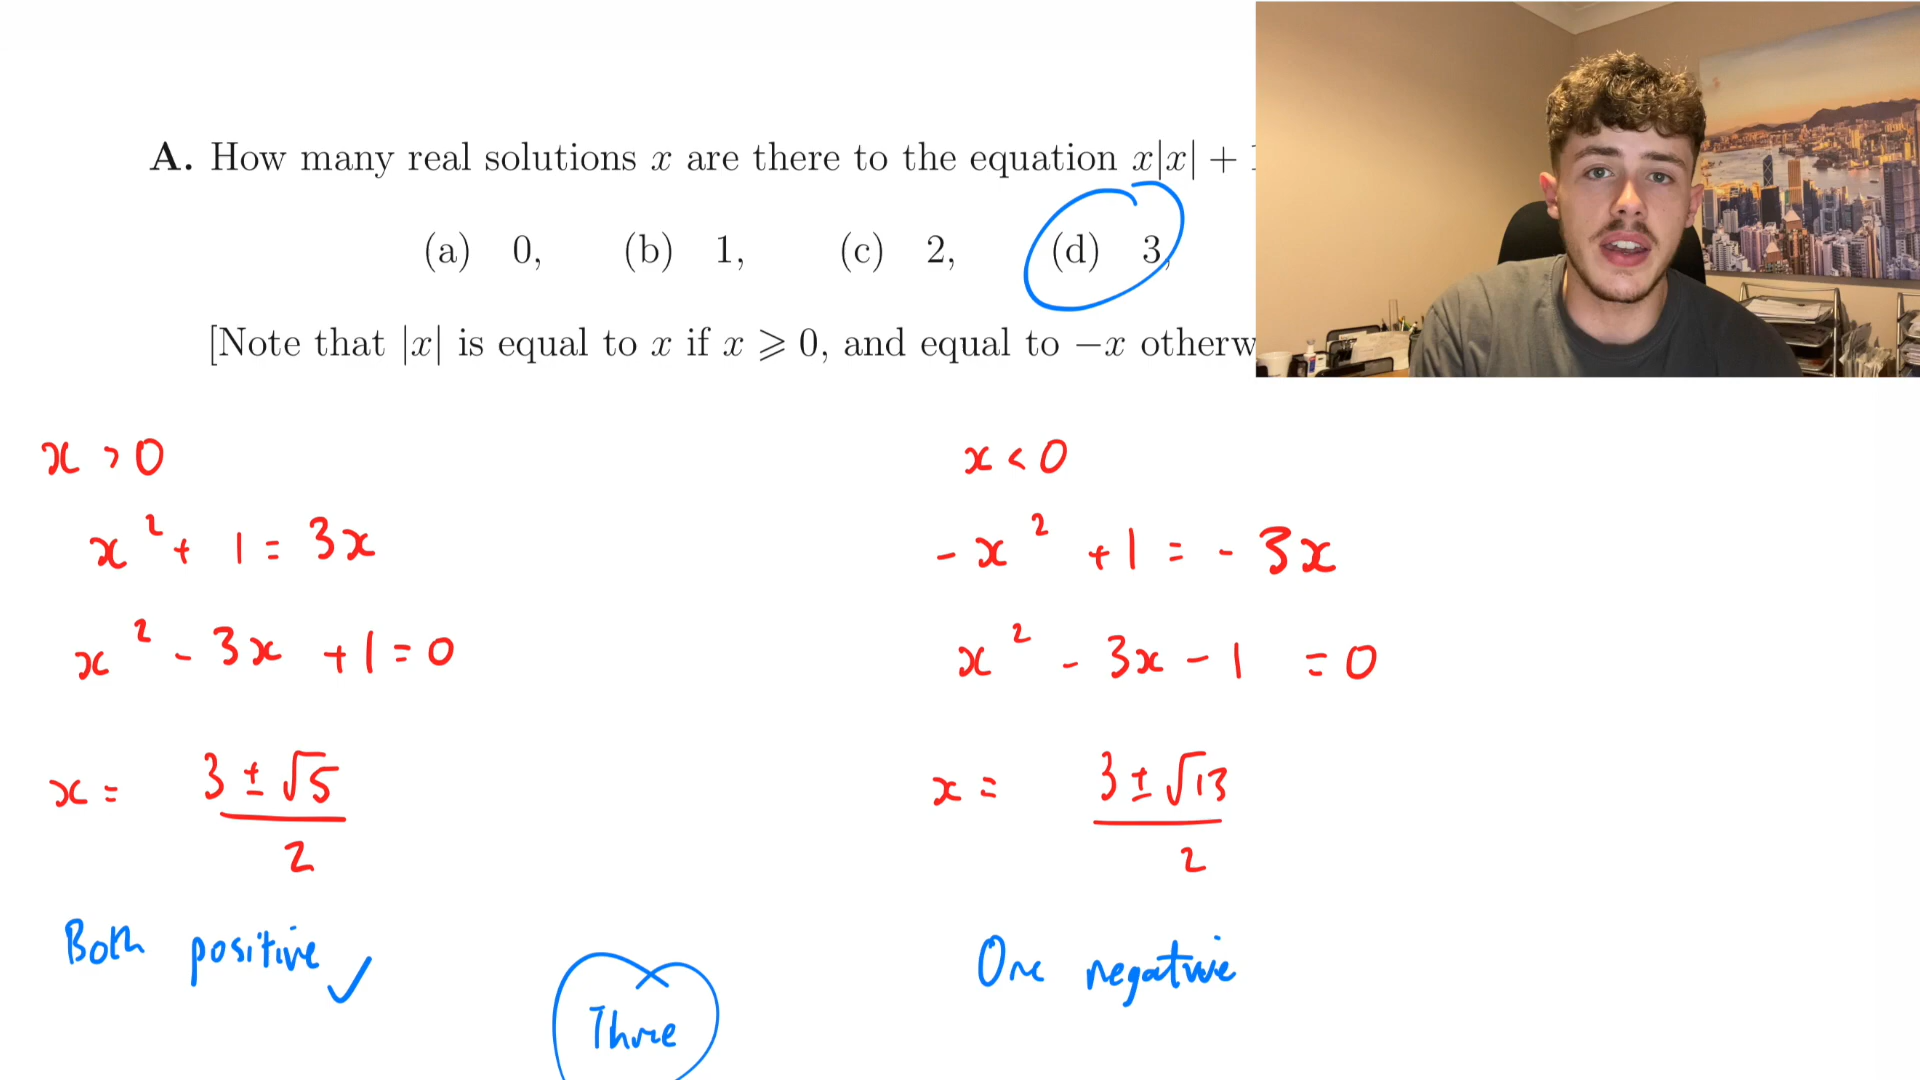 A. How many real solutions x are there to the equation x|x| + 1
(a) 0, (b) 1, (c) 2, (d) 3,
[Note that |x| is equal to x if x ⩾ 0, and equal to −x otherw
x > 0
x² + 1 = 3x
x² - 3x + 1 = 0
x = (3 ± √5)/2
Both positive ✓
x < 0
-x² + 1 = - 3x
x² - 3x - 1 = 0
x = (3 ± √13)/2
One negative
Three